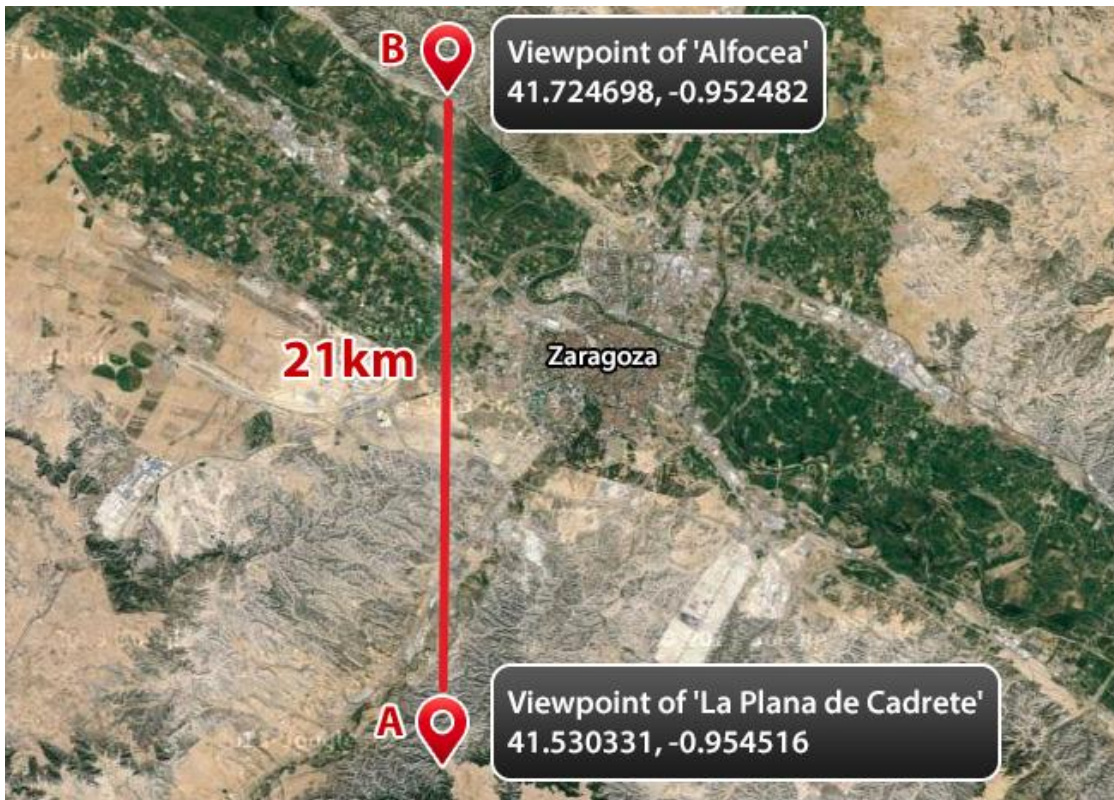 B
Viewpoint of 'Alfocea'
41.724698, -0.952482
Zaragoza
21km
A
Viewpoint of 'La Plana de Cadrete'
41.530331, -0.954516